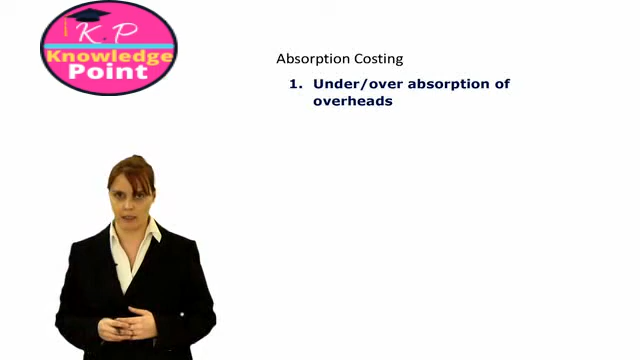 K.P
Knowledge
Point
Absorption Costing
1. Under/over absorption of
overheads